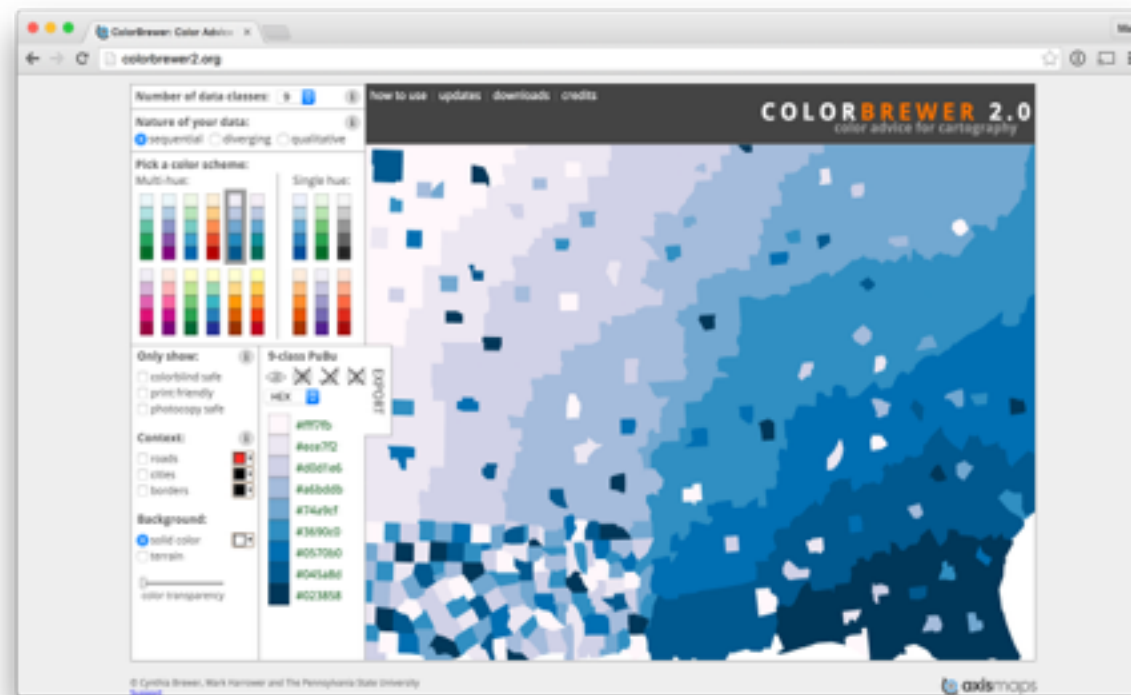 ColorBrewer: Color Advice
colorbrewer2.org
Number of data classes: 9
how to use updates downloads credits
COLORBREWER 2.0
color advice for cartography
Nature of your data:
sequential diverging qualitative
Pick a color scheme:
Multi-hue: Single hue:
Only show:
colorblind safe
print friendly
photocopy safe
Context:
roads
cities
borders
Background:
solid color
terrain
color transparency
9-class PuBu
EXPORT
HEX
#fff7fb
#ece7f2
#d0d1e6
#a6bddb
#74a9cf
#3690c0
#0570b0
#045a8d
#023858
© Cynthia Brewer, Mark Harrower and The Pennsylvania State University
Support
axismaps